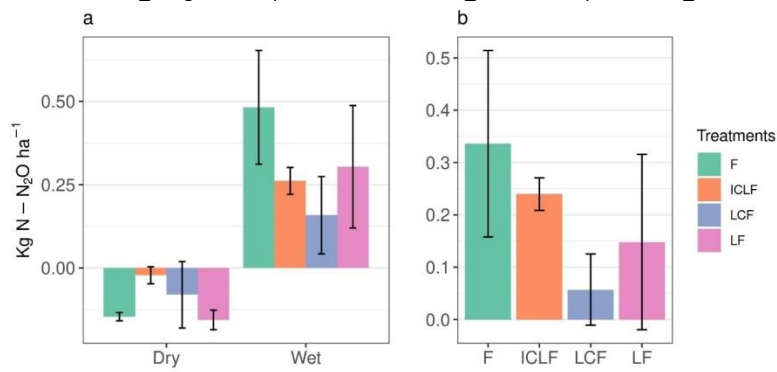 a
b
Kg N – N₂O ha⁻¹
0.50
0.25
0.00
Dry Wet
0.5
0.4
0.3
0.2
0.1
0.0
F ICLF LCF LF
Treatments
F
ICLF
LCF
LF